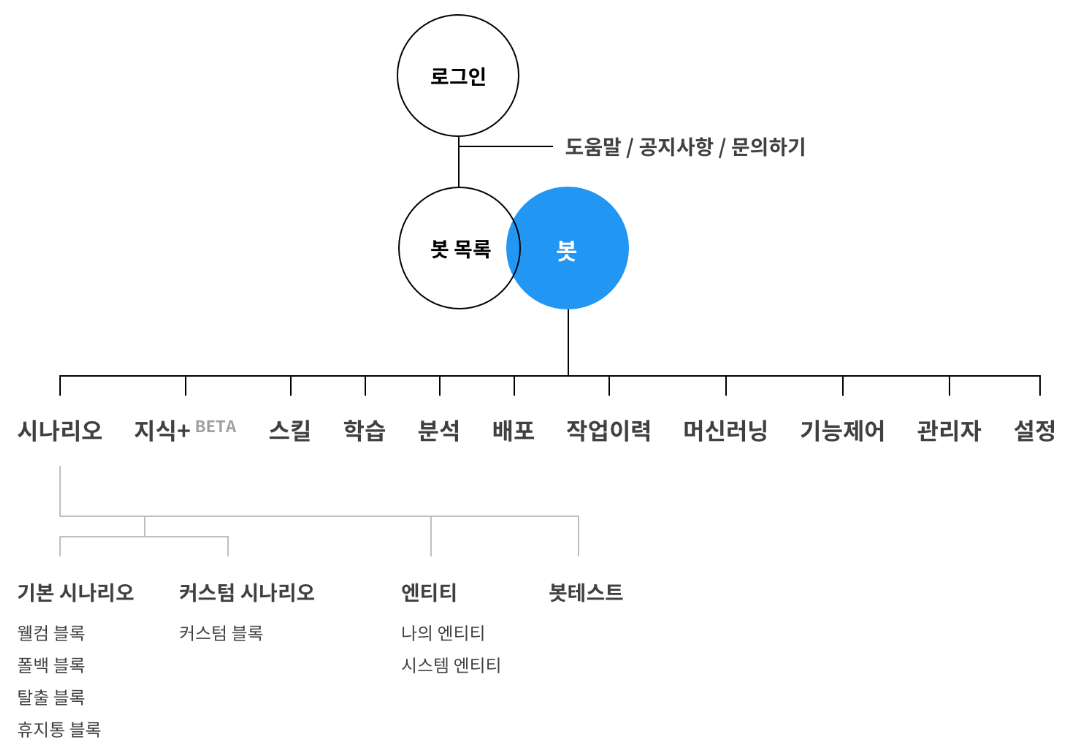 로그인
도움말 / 공지사항 / 문의하기
봇 목록
봇
시나리오 지식+ BETA 스킬 학습 분석 배포 작업이력 머신러닝 기능제어 관리자 설정
기본 시나리오 커스텀 시나리오 엔티티 봇테스트
웰컴 블록 커스텀 블록 나의 엔티티
폴백 블록 시스템 엔티티
탈출 블록
휴지통 블록